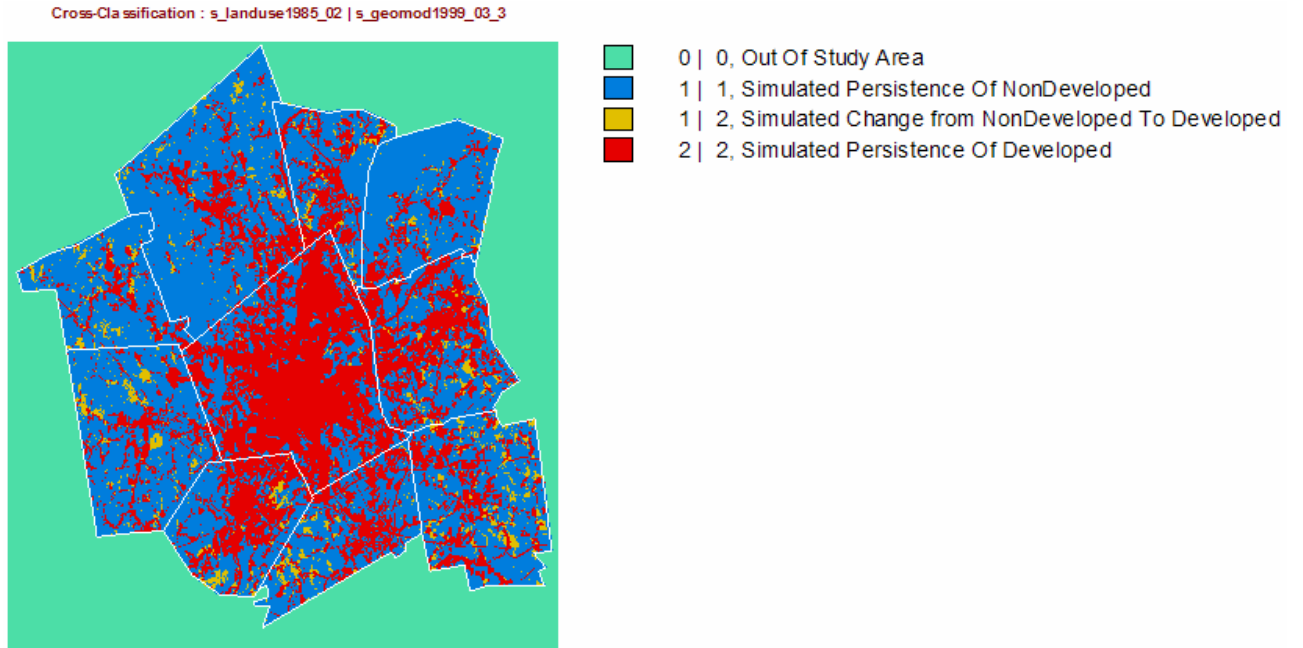 Cross-Classification : s_landuse1985_02 | s_geomod1999_03_3
0 | 0, Out Of Study Area
1 | 1, Simulated Persistence Of NonDeveloped
1 | 2, Simulated Change from NonDeveloped To Developed
2 | 2, Simulated Persistence Of Developed